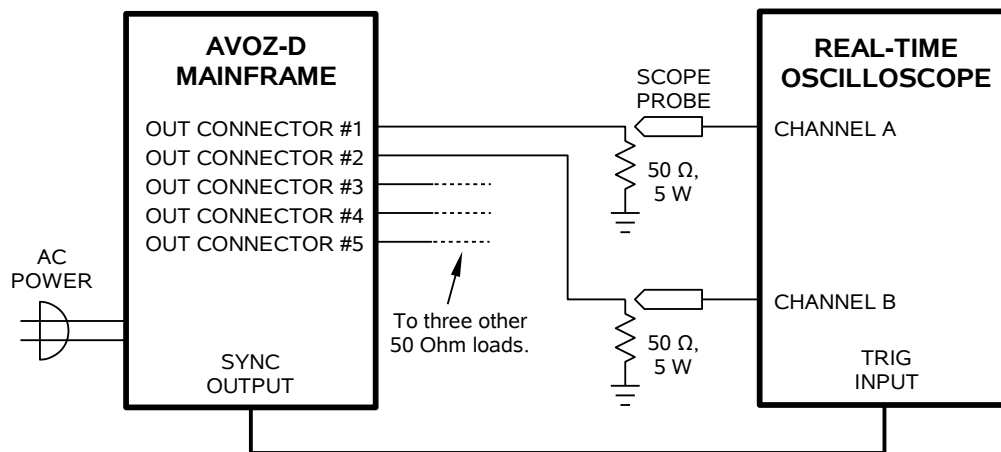 AVOZ-D
MAINFRAME
OUT CONNECTOR #1
OUT CONNECTOR #2
OUT CONNECTOR #3
OUT CONNECTOR #4
OUT CONNECTOR #5
AC
POWER
SYNC
OUTPUT
To three other
50 Ohm loads.
SCOPE
PROBE
50 Ω,
5 W
50 Ω,
5 W
REAL-TIME
OSCILLOSCOPE
CHANNEL A
CHANNEL B
TRIG
INPUT